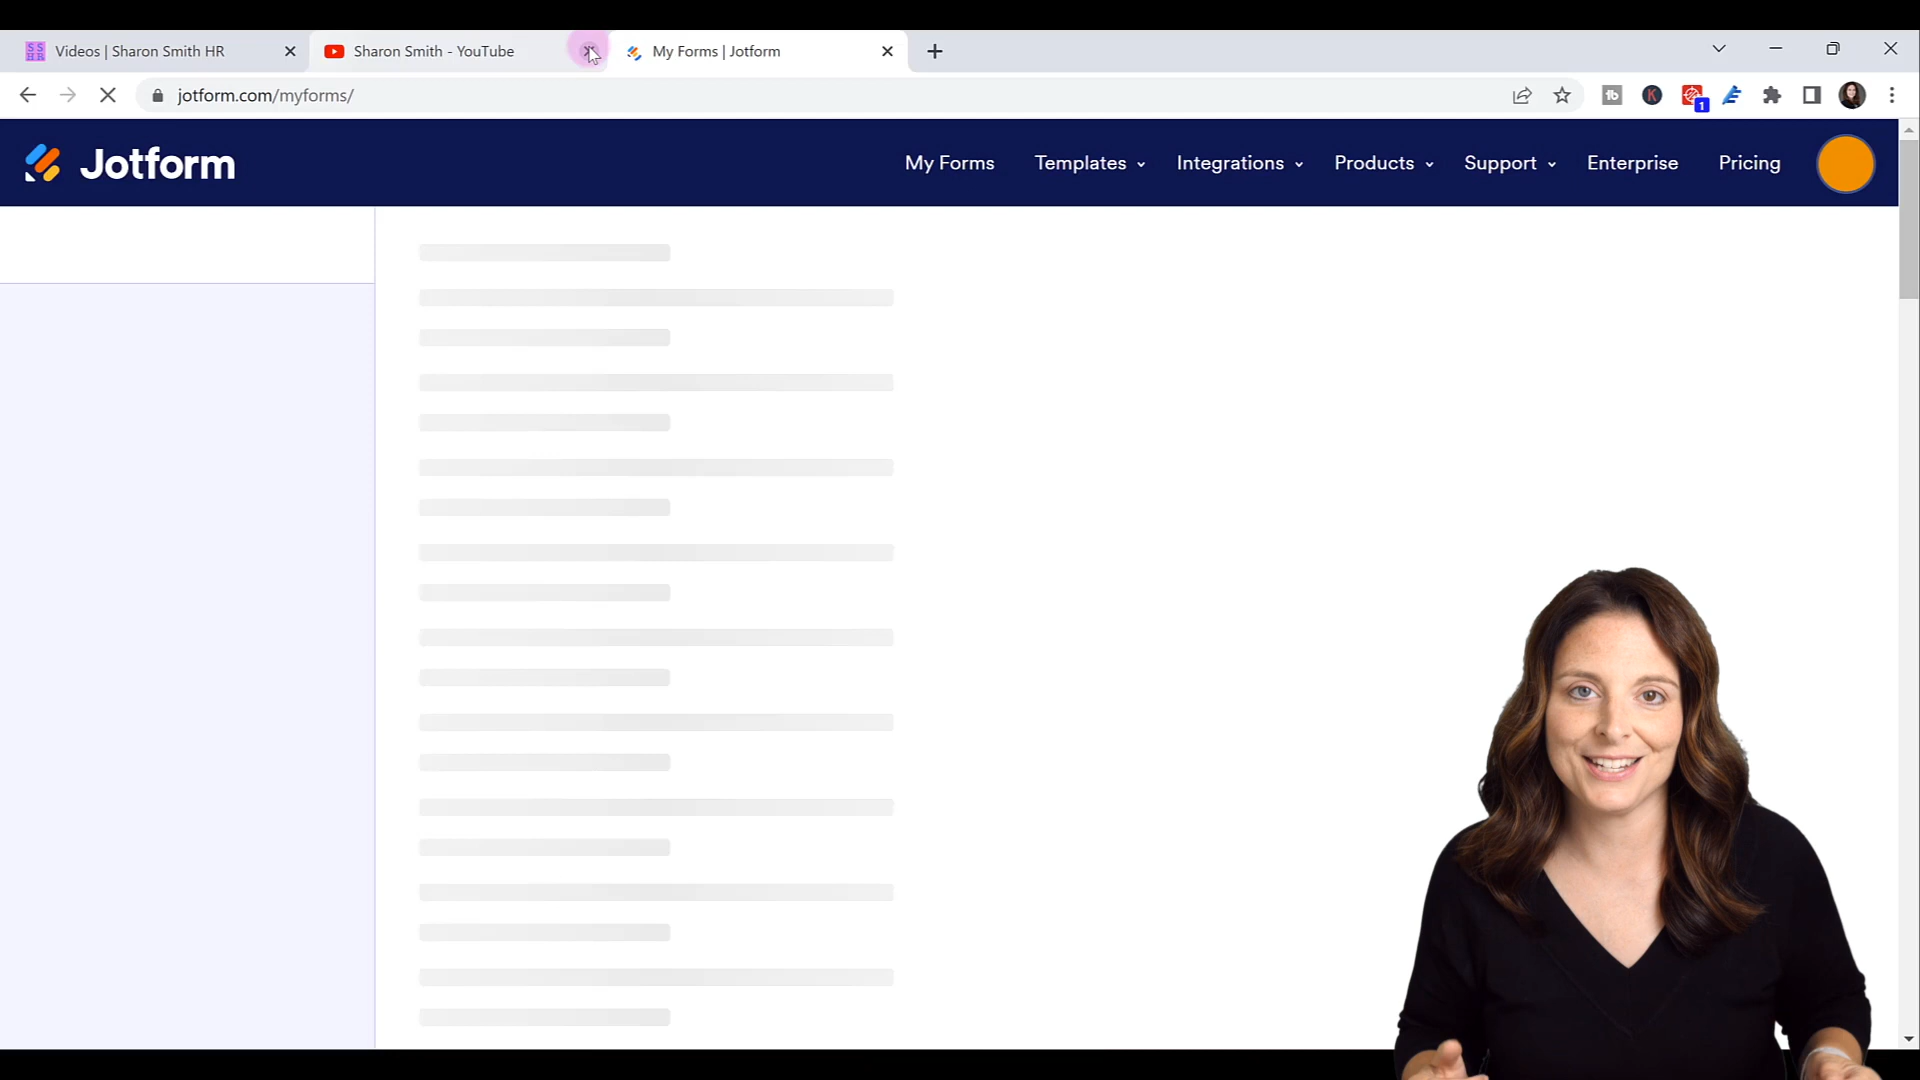 Videos | Sharon Smith HR
Sharon Smith - YouTube
My Forms | Jotform
jotform.com/myforms/
1
Jotform
My Forms
Templates
Integrations
Products
Support
Enterprise
Pricing